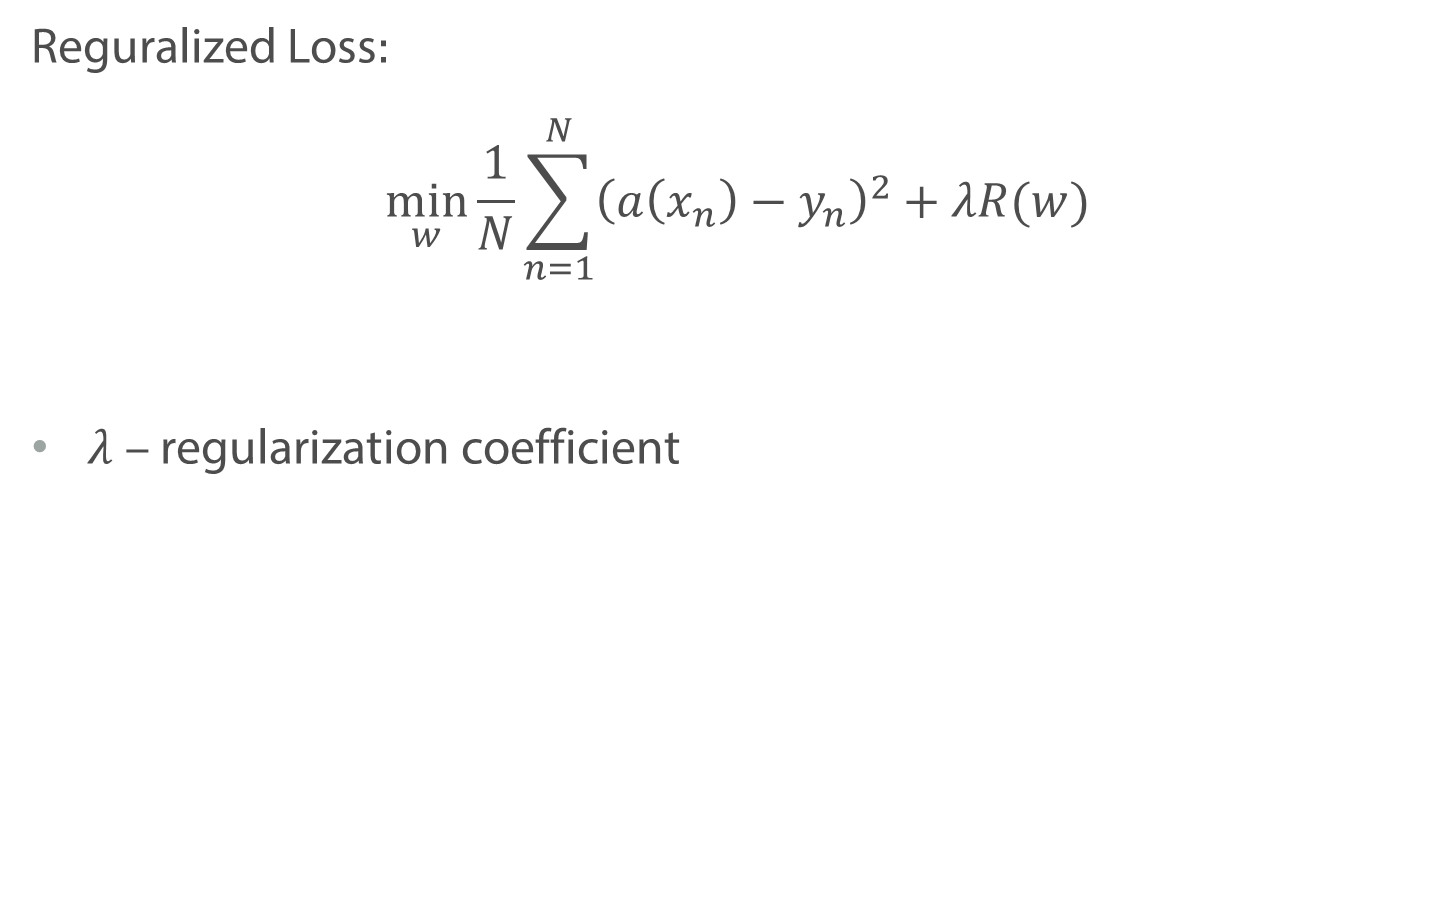 Reguralized Loss:
min_w 1/N ∑_{n=1}^{N} (a(x_n) − y_n)² + λR(w)
• λ – regularization coefficient